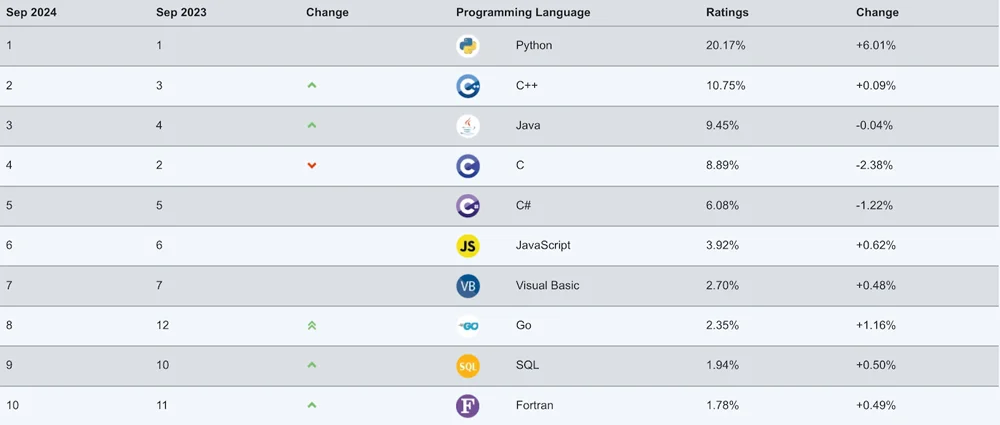 Sep 2024 Sep 2023 Change Programming Language Ratings Change
1 1 Python 20.17% +6.01%
2 3 C++ 10.75% +0.09%
3 4 Java 9.45% -0.04%
4 2 C 8.89% -2.38%
5 5 C# 6.08% -1.22%
6 6 JS JavaScript 3.92% +0.62%
7 7 VB Visual Basic 2.70% +0.48%
8 12 GO Go 2.35% +1.16%
9 10 SQL SQL 1.94% +0.50%
10 11 F Fortran 1.78% +0.49%